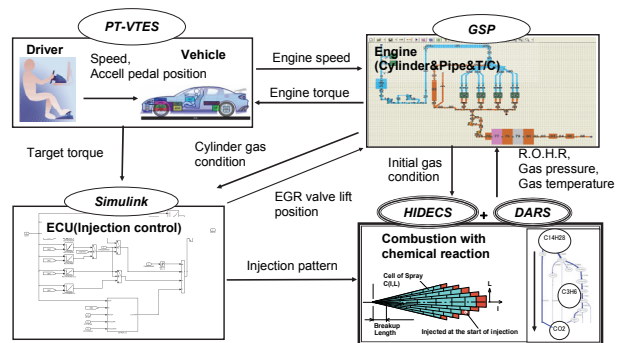 PT-VTES
GSP
Driver
Vehicle
Speed,
Accell pedal position
Engine speed
Engine torque
Engine
(Cylinder&Pipe&T/C)
Target torque
Cylinder gas
condition
EGR valve lift
position
Initial gas
condition
R.O.H.R,
Gas pressure,
Gas temperature
Simulink
ECU(Injection control)
Injection pattern
HIDECS + DARS
Combustion with
chemical reaction
Cell of Spray
C(I,L)
L
I
Breakup
Length
Injected at the start of injection
C14H28
C3H6
CO2